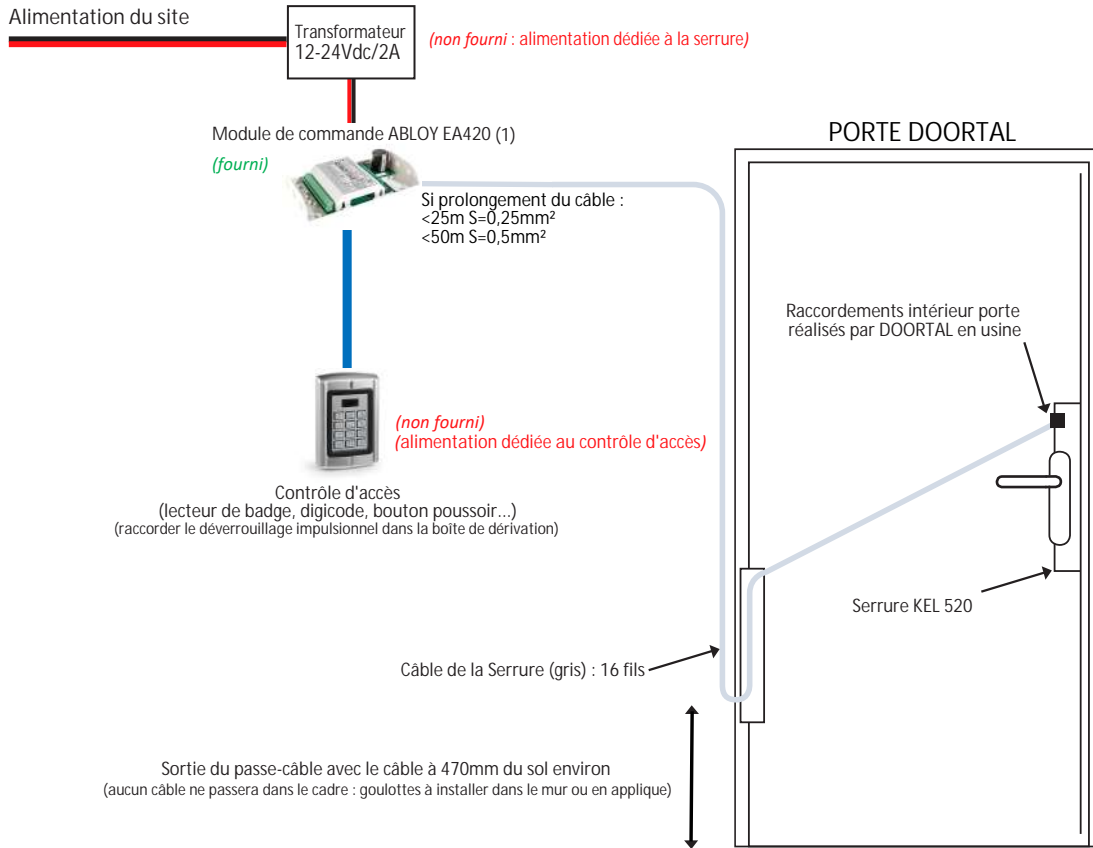 Alimentation du site
Transformateur
12-24Vdc/2A
(non fourni : alimentation dédiée à la serrure)
Module de commande ABLOY EA420 (1)
(fourni)
Si prolongement du câble :
<25m S=0,25mm²
<50m S=0,5mm²
PORTE DOORTAL
Raccordements intérieur porte
réalisés par DOORTAL en usine
(non fourni)
(alimentation dédiée au contrôle d'accès)
Contrôle d'accès
(lecteur de badge, digicode, bouton poussoir...)
(raccorder le déverrouillage impulsionnel dans la boîte de dérivation)
Serrure KEL 520
Câble de la Serrure (gris) : 16 fils
Sortie du passe-câble avec le câble à 470mm du sol environ
(aucun câble ne passera dans le cadre : goulottes à installer dans le mur ou en applique)